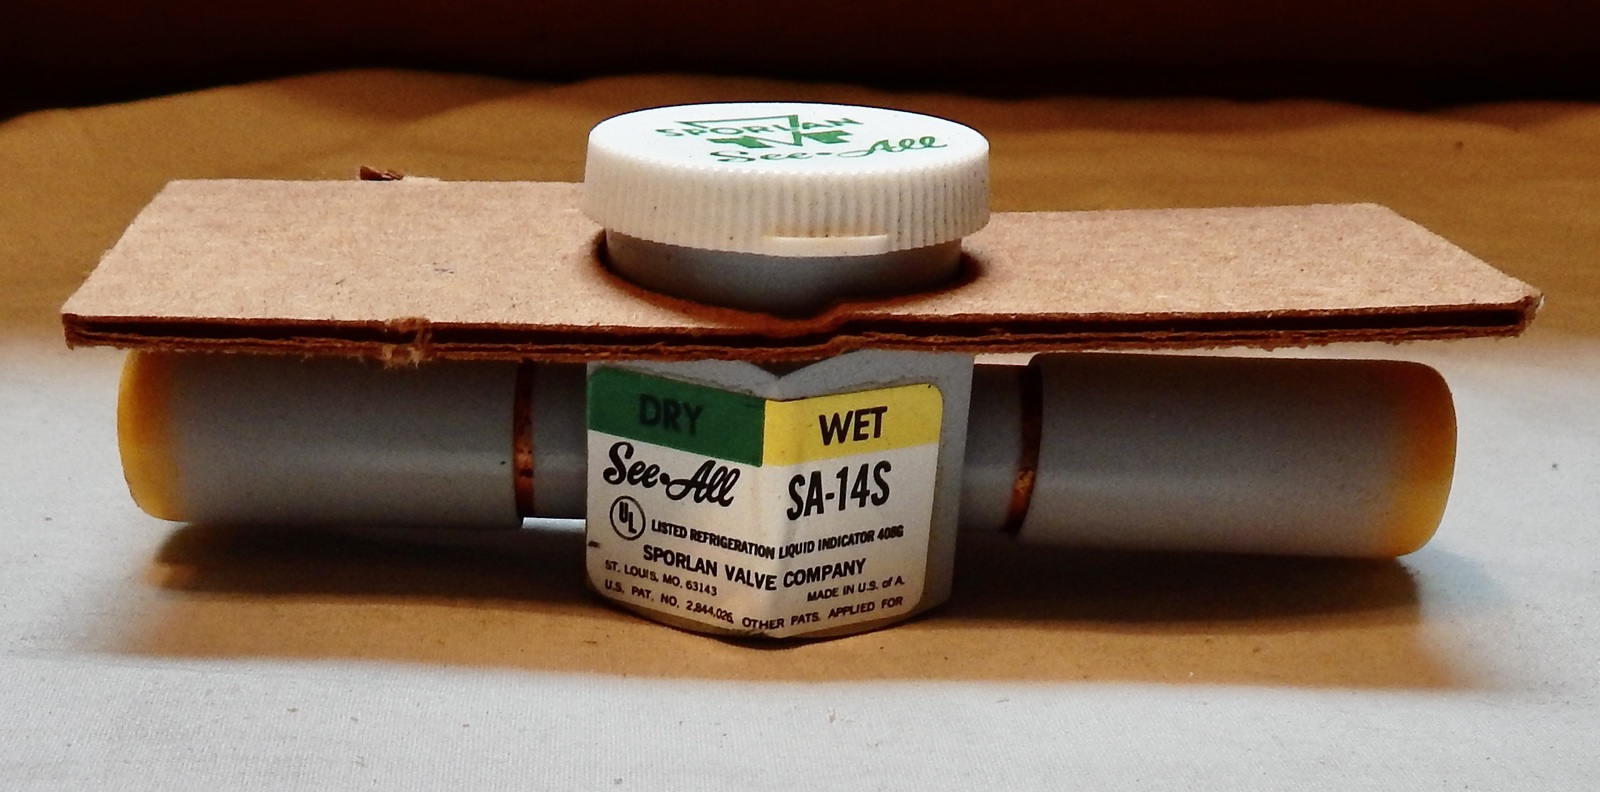 SPORLAN
See•All
DRY WET
See•All SA-14S
UL LISTED REFRIGERATION LIQUID INDICATOR 408G
SPORLAN VALVE COMPANY
ST. LOUIS, MO. 63143 MADE IN U.S. of A.
U.S. PAT. NO. 2,844,026, OTHER PATS. APPLIED FOR